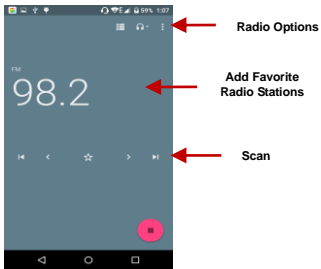 59% 1:07
Radio Options
FM
98.2
Add Favorite
Radio Stations
Scan